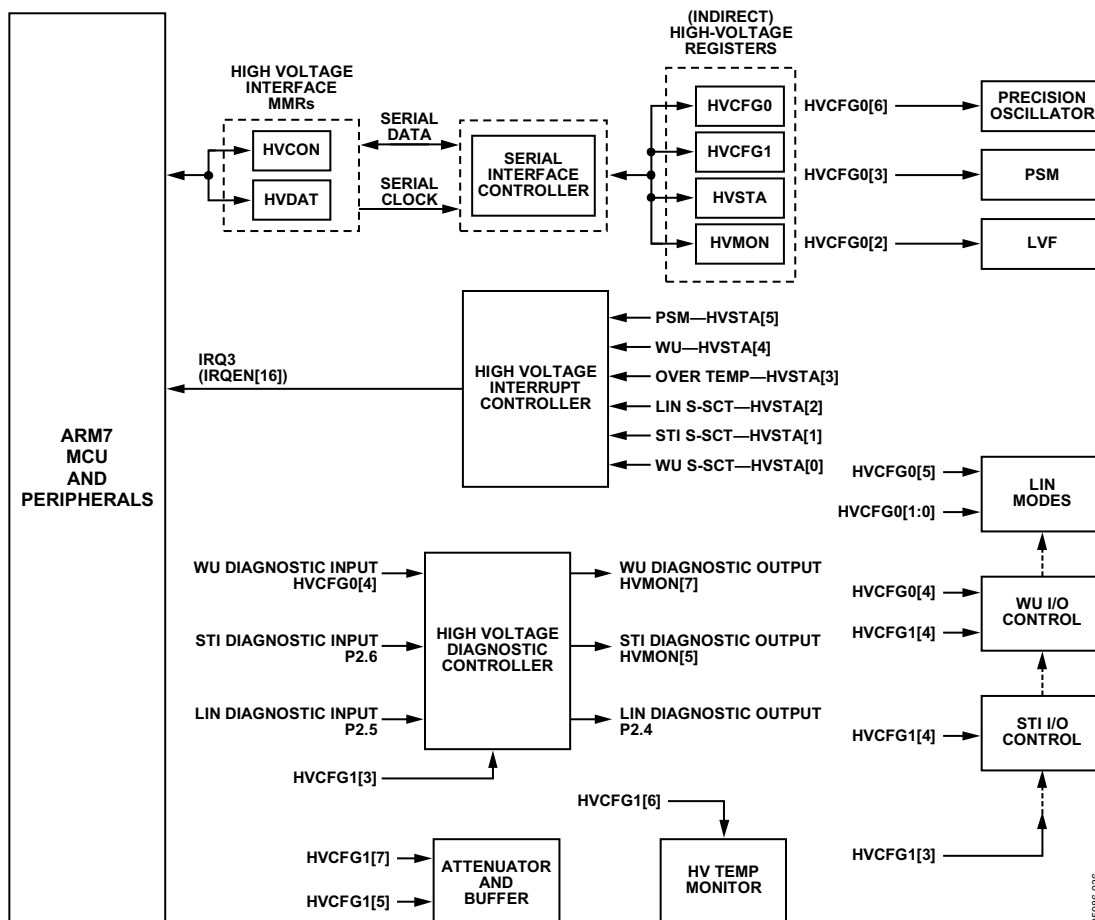 (INDIRECT)
HIGH-VOLTAGE
REGISTERS
HIGH VOLTAGE
INTERFACE
MMRs
HVCON
HVDAT
SERIAL
DATA
SERIAL
CLOCK
SERIAL
INTERFACE
CONTROLLER
HVCFG0
HVCFG1
HVSTA
HVMON
HVCFG0[6]
PRECISION
OSCILLATOR
HVCFG0[3]
PSM
HVCFG0[2]
LVF
ARM7
MCU
AND
PERIPHERALS
IRQ3
(IRQEN[16])
HIGH VOLTAGE
INTERRUPT
CONTROLLER
PSM—HVSTA[5]
WU—HVSTA[4]
OVER TEMP—HVSTA[3]
LIN S-SCT—HVSTA[2]
STI S-SCT—HVSTA[1]
WU S-SCT—HVSTA[0]
HVCFG0[5]
HVCFG0[1:0]
LIN
MODES
WU DIAGNOSTIC INPUT
HVCFG0[4]
STI DIAGNOSTIC INPUT
P2.6
LIN DIAGNOSTIC INPUT
P2.5
HIGH VOLTAGE
DIAGNOSTIC
CONTROLLER
WU DIAGNOSTIC OUTPUT
HVMON[7]
STI DIAGNOSTIC OUTPUT
HVMON[5]
LIN DIAGNOSTIC OUTPUT
P2.4
HVCFG1[3]
HVCFG0[4]
HVCFG1[4]
WU I/O
CONTROL
HVCFG1[4]
STI I/O
CONTROL
HVCFG1[3]
HVCFG1[6]
HV TEMP
MONITOR
HVCFG1[7]
HVCFG1[5]
ATTENUATOR
AND
BUFFER